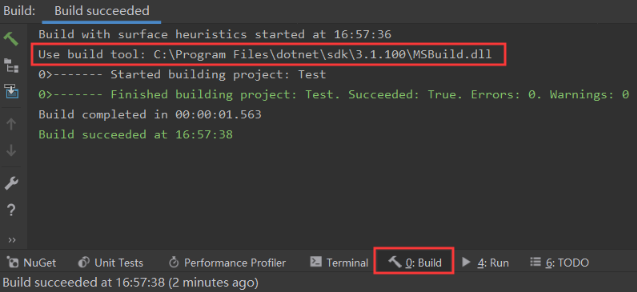 Build: Build succeeded
Build with surface heuristics started at 16:57:36
Use build tool: C:\Program Files\dotnet\sdk\3.1.100\MSBuild.dll
0>------- Started building project: Test
0>------- Finished building project: Test. Succeeded: True. Errors: 0. Warnings: 0
Build completed in 00:00:01.563
Build succeeded at 16:57:38
NuGet Unit Tests Performance Profiler Terminal 0: Build 4: Run 6: TODO
Build succeeded at 16:57:38 (2 minutes ago)